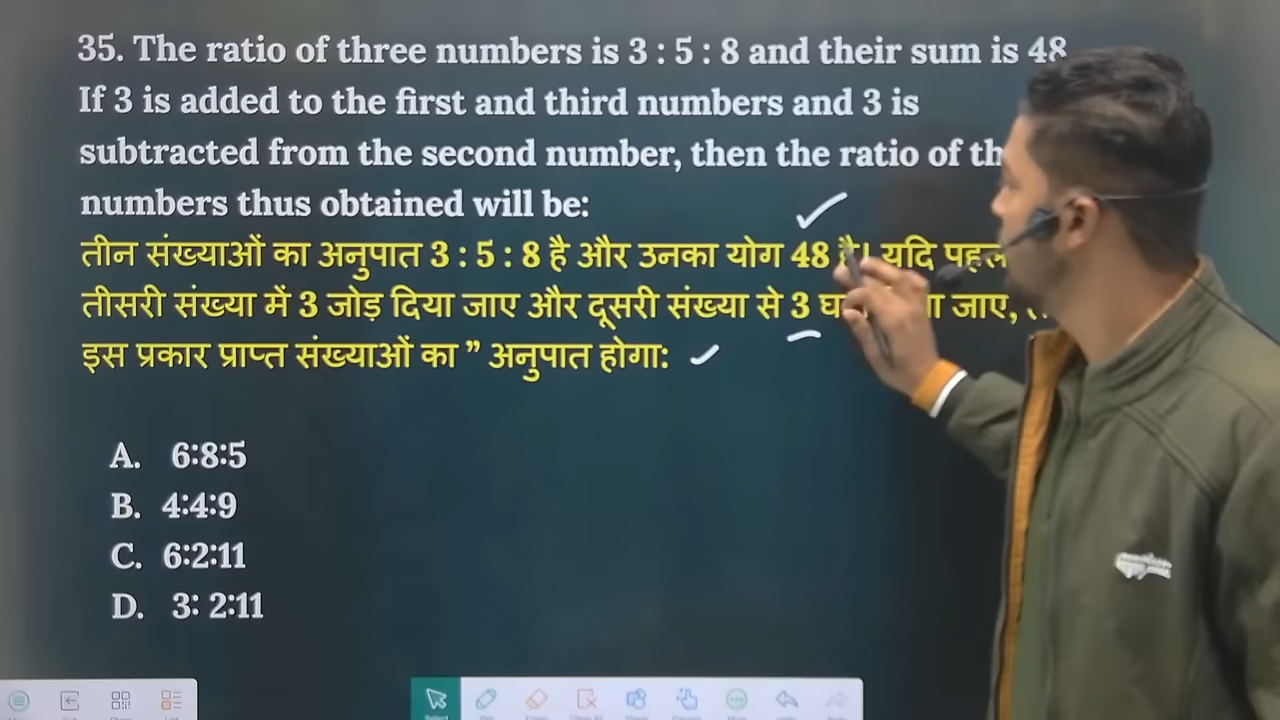 35. The ratio of three numbers is 3 : 5 : 8 and their sum is 48
If 3 is added to the first and third numbers and 3 is
subtracted from the second number, then the ratio of
numbers thus obtained will be:
तीन संख्याओं का अनुपात 3 : 5 : 8 है और उनका योग 48 है। यदि
तीसरी संख्या में 3 जोड़ दिया जाए और दूसरी संख्या से 3 जाए,
इस प्रकार प्राप्त संख्याओं का ” अनुपात होगा:
A. 6:8:5
B. 4:4:9
C. 6:2:11
D. 3: 2:11
Select